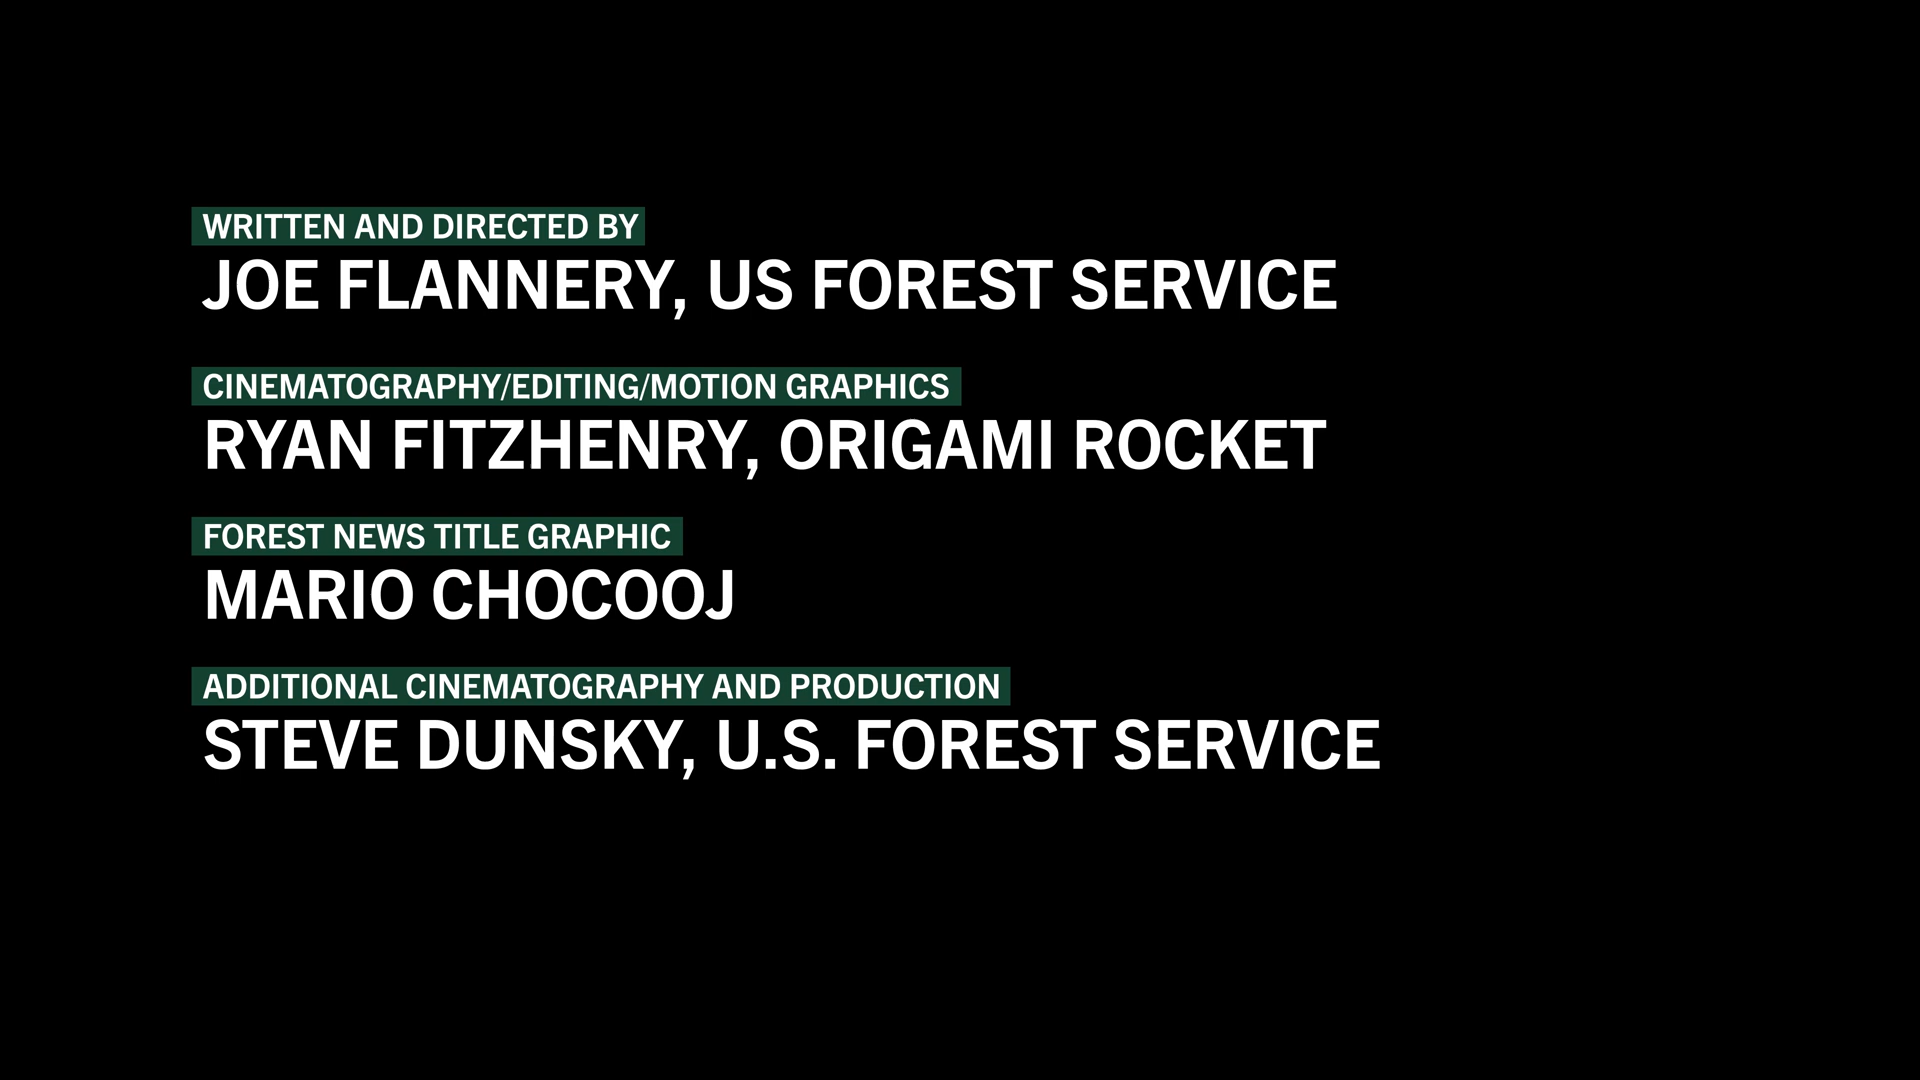 WRITTEN AND DIRECTED BY
JOE FLANNERY, US FOREST SERVICE
CINEMATOGRAPHY/EDITING/MOTION GRAPHICS
RYAN FITZHENRY, ORIGAMI ROCKET
FOREST NEWS TITLE GRAPHIC
MARIO CHOCOOJ
ADDITIONAL CINEMATOGRAPHY AND PRODUCTION
STEVE DUNSKY, U.S. FOREST SERVICE